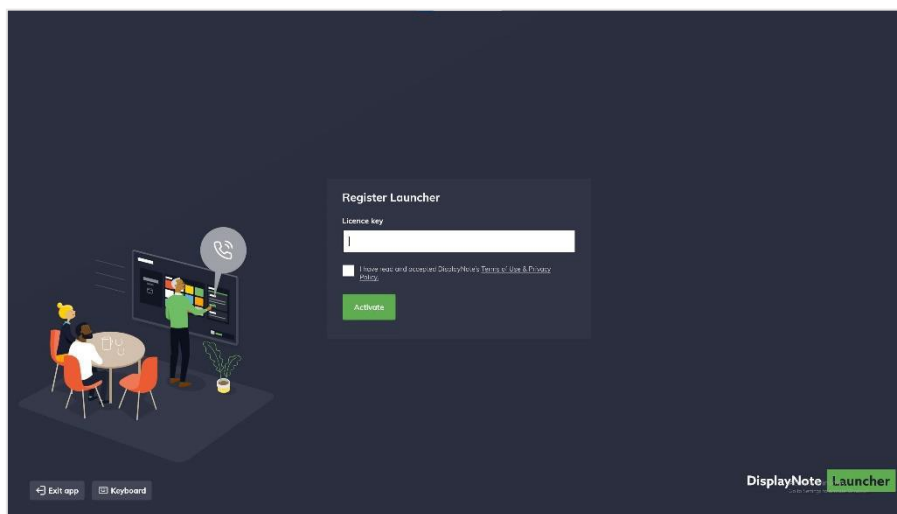 Register Launcher
Licence key
I have read and accepted DisplayNote's Terms of Use & Privacy
Policy.
Activate
Exit app
Keyboard
DisplayNote Launcher